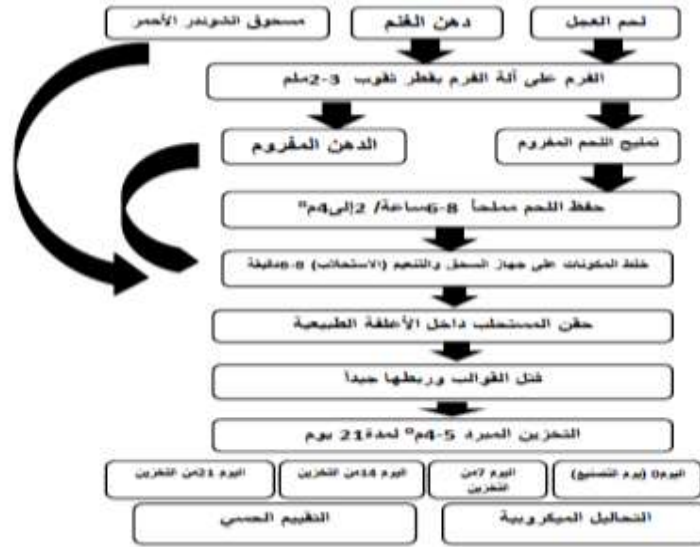 لحم العجل
دهن الغنم
مسحوق الشوندر الأحمر
الفرم على آلة الفرم بقطر ثقوب 3-2ملم
تمليح اللحم المفروم
الدهن المفروم
حفظ اللحم مملحاً 8-6ساعة/ 2إلى4م°
خلط المكونات على جهاز السحق والتنعيم (الاستحلاب) 8-6دقيقة
حقن المستحلب داخل الأغلفة الطبيعية
فتل القوالب وربطها جيداً
التخزين المبرد 5-4م° لمدة21 يوم
اليوم0 (يوم التصنيع)
اليوم 7من
التخزين
اليوم 14من التخزين
اليوم 21من التخزين
التحاليل الميكروبية
التقييم الحسي